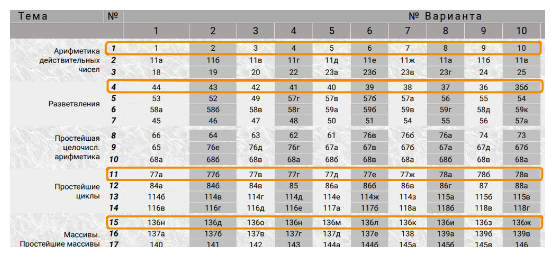 Тема № № Варианта
1 2 3 4 5 6 7 8 9 10
Арифметика действительных чисел
1 1 2 3 4 5 6 7 8 9 10
2 11а 11б 11в 11г 11д 11е 11ж 11а 11б 11в
3 18 19 20 22 23а 23б 23в 23г 24 25
Разветвления
4 44 43 42 41 40 39 38 37 36 35б
5 53 52 49 57г 57а 57б 57а 56 55 54
6 58а 58б 58в 58г 59а 59б 59в 59г 58д
7 45 46 47 48 50 51 54 55 56 57а
Простейшая целочисл. арифметика
8 66 64 63 62 61 76в 76б 76а 74 73
9 65 76е 76д 76г 67а 67б 67в 67а 67д 67б
10 68а 68б 68в 68а 68б 68в 68а 68б 68в 68а
Простейшие циклы
11 77а 77б 77в 77г 77д 77е 77ж 78а 78б 78в
12 84а 84б 84в 85 86а 86б 86в 86г 87 88а
13 114б 114в 114г 114д 114е 114ж 114з 115а 115б 115в
14 116в 116г 116д 116е 117а 117б 118а 118б 118в 118г
Массивы. Простейшие массивы
15 136н 136д 136о 136н 136м 136л 136к 136и 136з 136ж
16 137а 137б 137в 137г 137д 137е 138 139а 139б 139в
17 140 141 142 143 144а 144б 145а 145б 145в 146